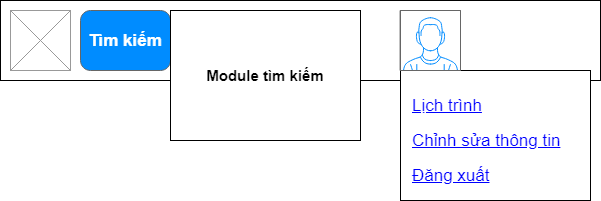 Tìm kiếm
Module tìm kiếm
Lịch trình
Chỉnh sửa thông tin
Đăng xuất